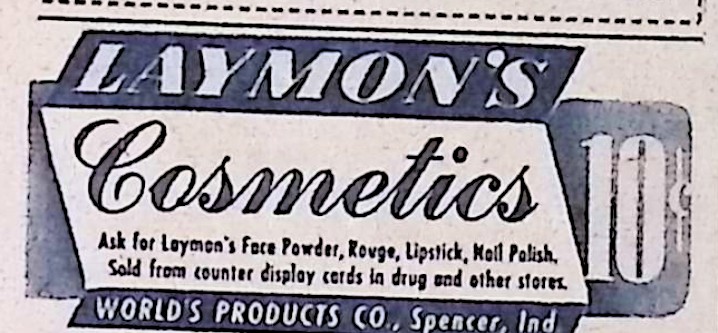 LAYMON'S
Cosmetics
10¢
Ask for Laymon's Face Powder, Rouge, Lipstick, Nail Polish.
Sold from counter display cards in drug and other stores.
WORLD'S PRODUCTS CO., Spencer, Ind